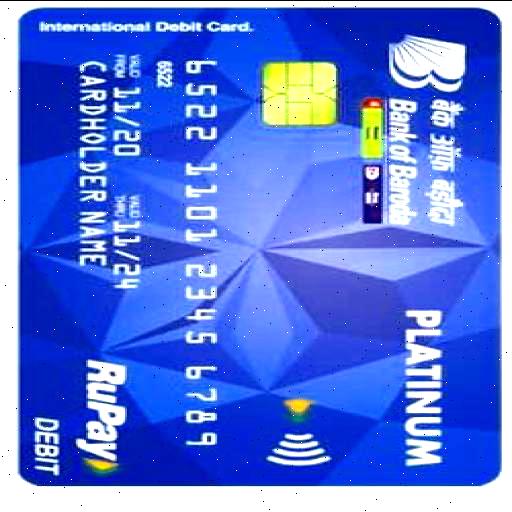 International Debit Card.
बैंक ऑफ़ बड़ौदा
Bank of Baroda
PLATINUM
6522 1101 2345 6789
6522
VALID FROM 11/20 VALID THRU 11/24
CARDHOLDER NAME
RuPay
DEBIT